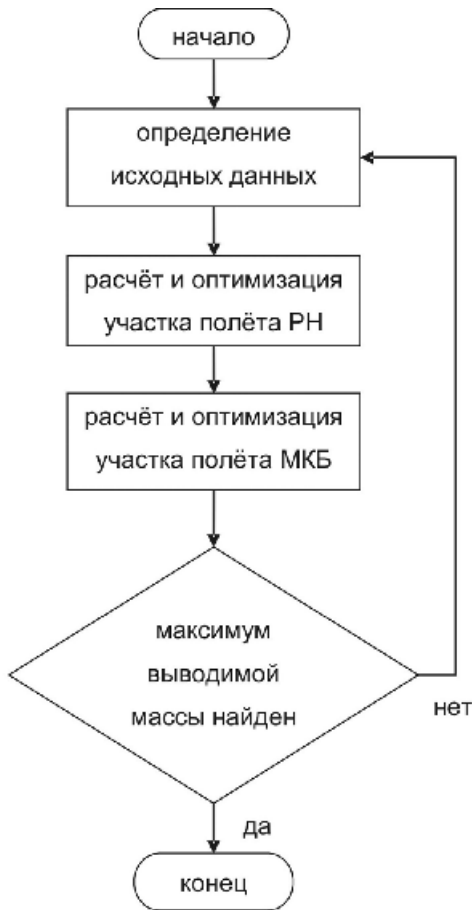 начало
определение
исходных данных
расчёт и оптимизация
участка полёта РН
расчёт и оптимизация
участка полёта МКБ
максимум
выводимой
массы найден
нет
да
конец